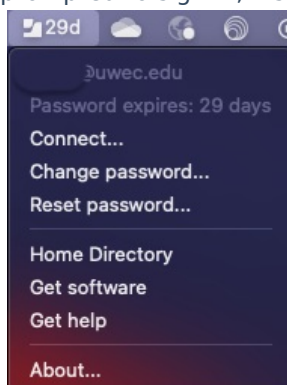 29d
@uwec.edu
Password expires: 29 days
Connect...
Change password...
Reset password...
Home Directory
Get software
Get help
About...